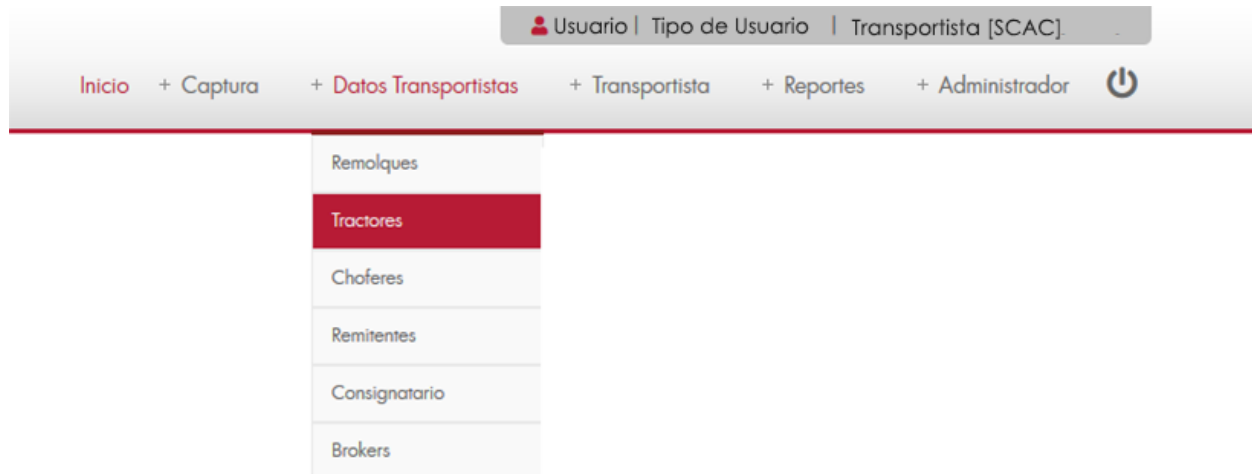 Usuario | Tipo de Usuario | Transportista [SCAC]
Inicio + Captura + Datos Transportistas + Transportista + Reportes + Administrador
Remolques
Tractores
Choferes
Remitentes
Consignatario
Brokers